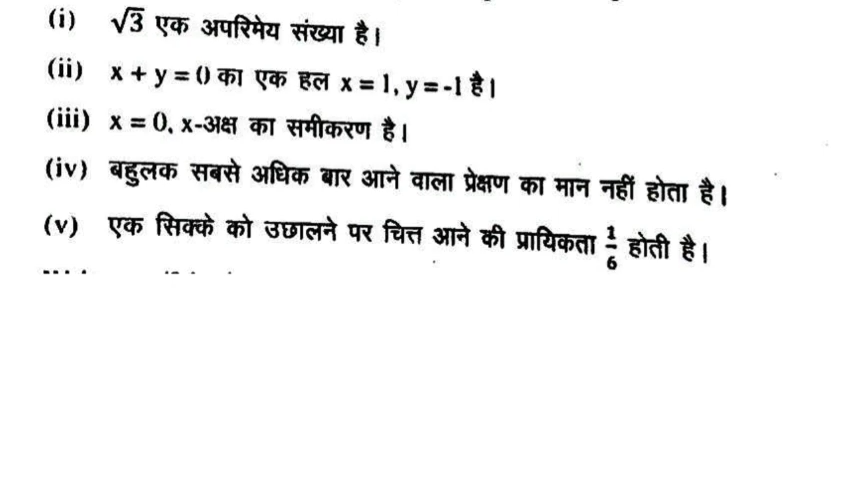 (i) √3 एक अपरिमेय संख्या है।
(ii) x + y = 0 का एक हल x = 1, y = -1 है।
(iii) x = 0, x-अक्ष का समीकरण है।
(iv) बहुलक सबसे अधिक बार आने वाला प्रेक्षण का मान नहीं होता है।
(v) एक सिक्के को उछालने पर चित्त आने की प्रायिकता 1/6 होती है।